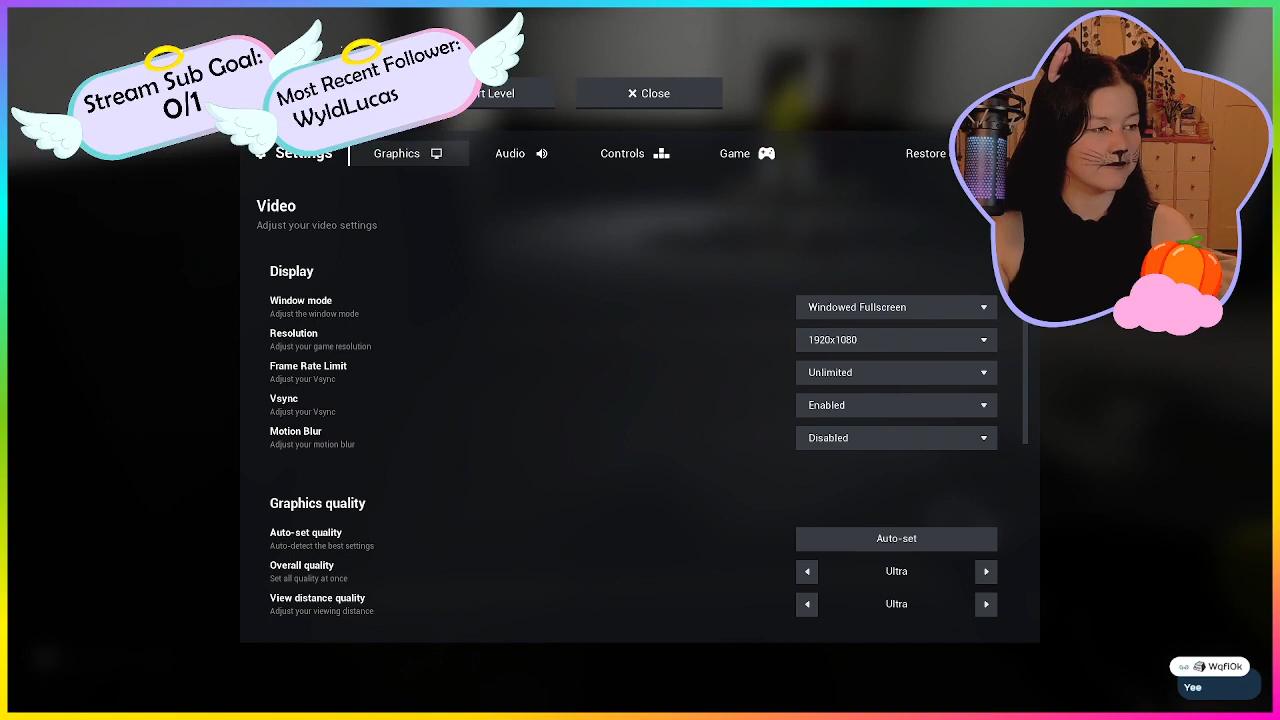 Stream Sub Goal:
0/1
Most Recent Follower:
WyldLucas
Level
Close
Settings
Graphics
Audio
Controls
Game
Restore
Video
Adjust your video settings
Display
Window mode
Adjust the window mode
Windowed Fullscreen
Resolution
Adjust your game resolution
1920x1080
Frame Rate Limit
Adjust your Vsync
Unlimited
Vsync
Adjust your Vsync
Enabled
Motion Blur
Adjust your motion blur
Disabled
Graphics quality
Auto-set quality
Auto-detect the best settings
Auto-set
Overall quality
Set all quality at once
Ultra
View distance quality
Adjust your viewing distance
Ultra
WqflOk
Yee